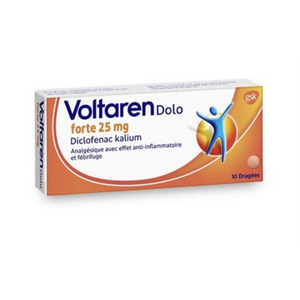 Voltaren Dolo
forte 25 mg
Diclofenac kalium
Analgésique avec effet anti-inflammatoire
et fébrifuge
gsk
10 Dragées